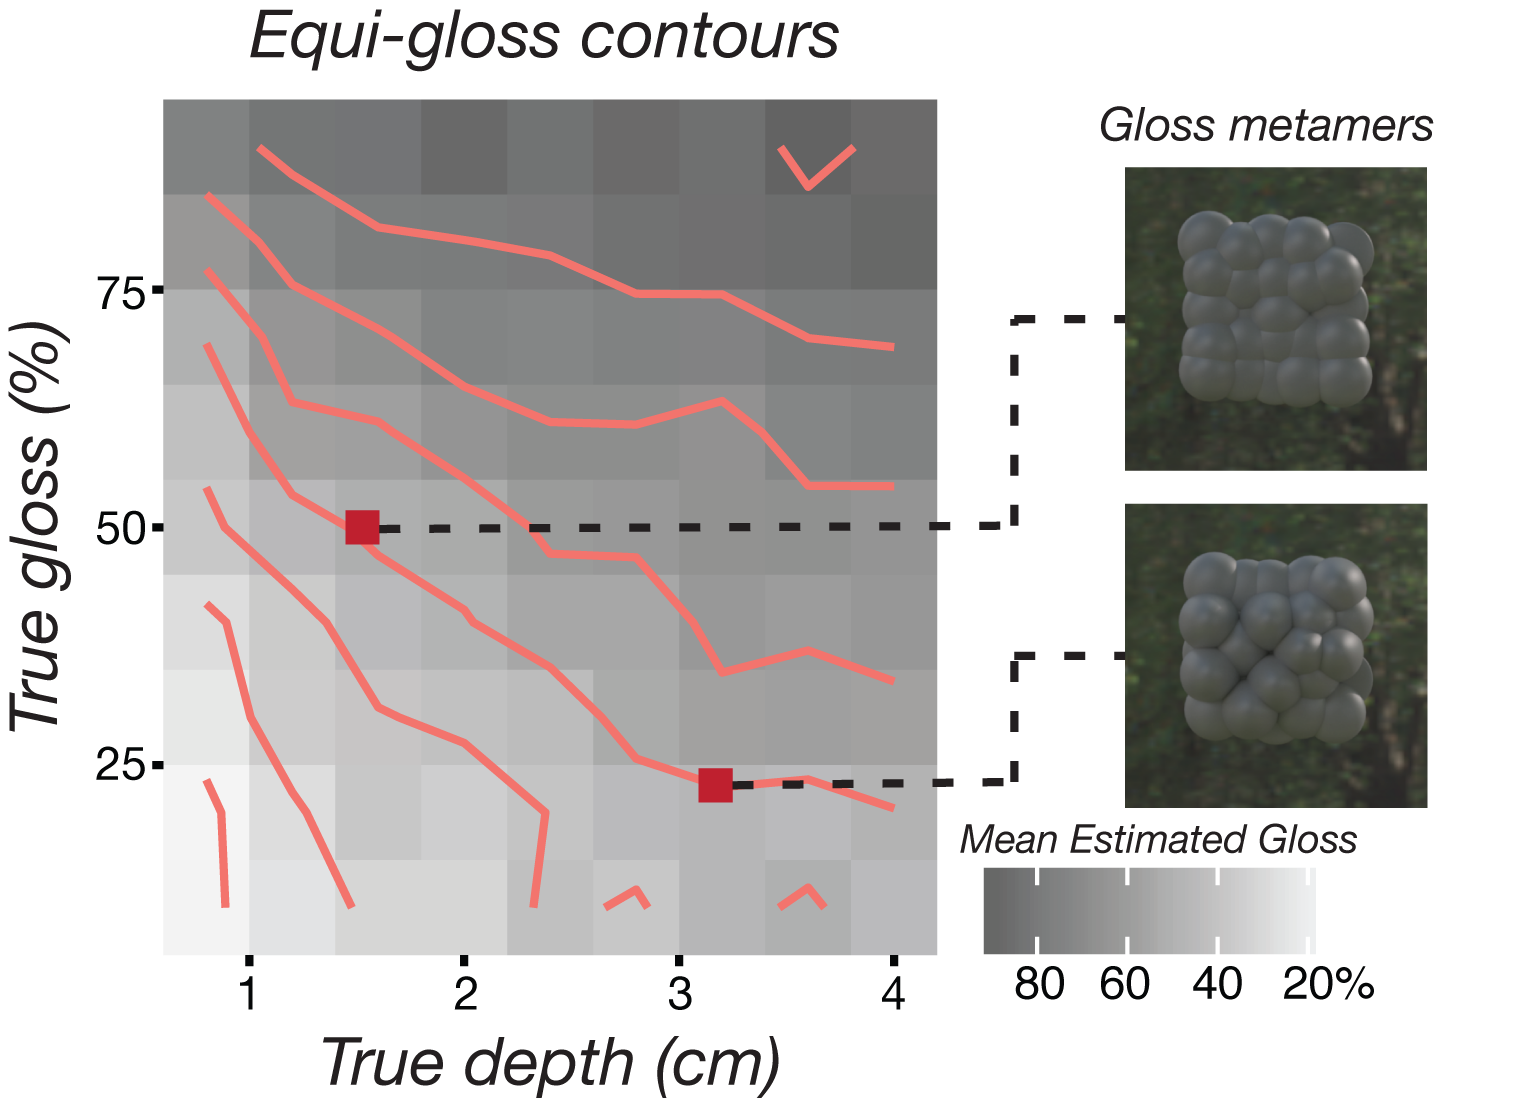 Equi-gloss contours
Gloss metamers
True gloss (%)
75
50
25
1 2 3 4
True depth (cm)
Mean Estimated Gloss
80 60 40 20%